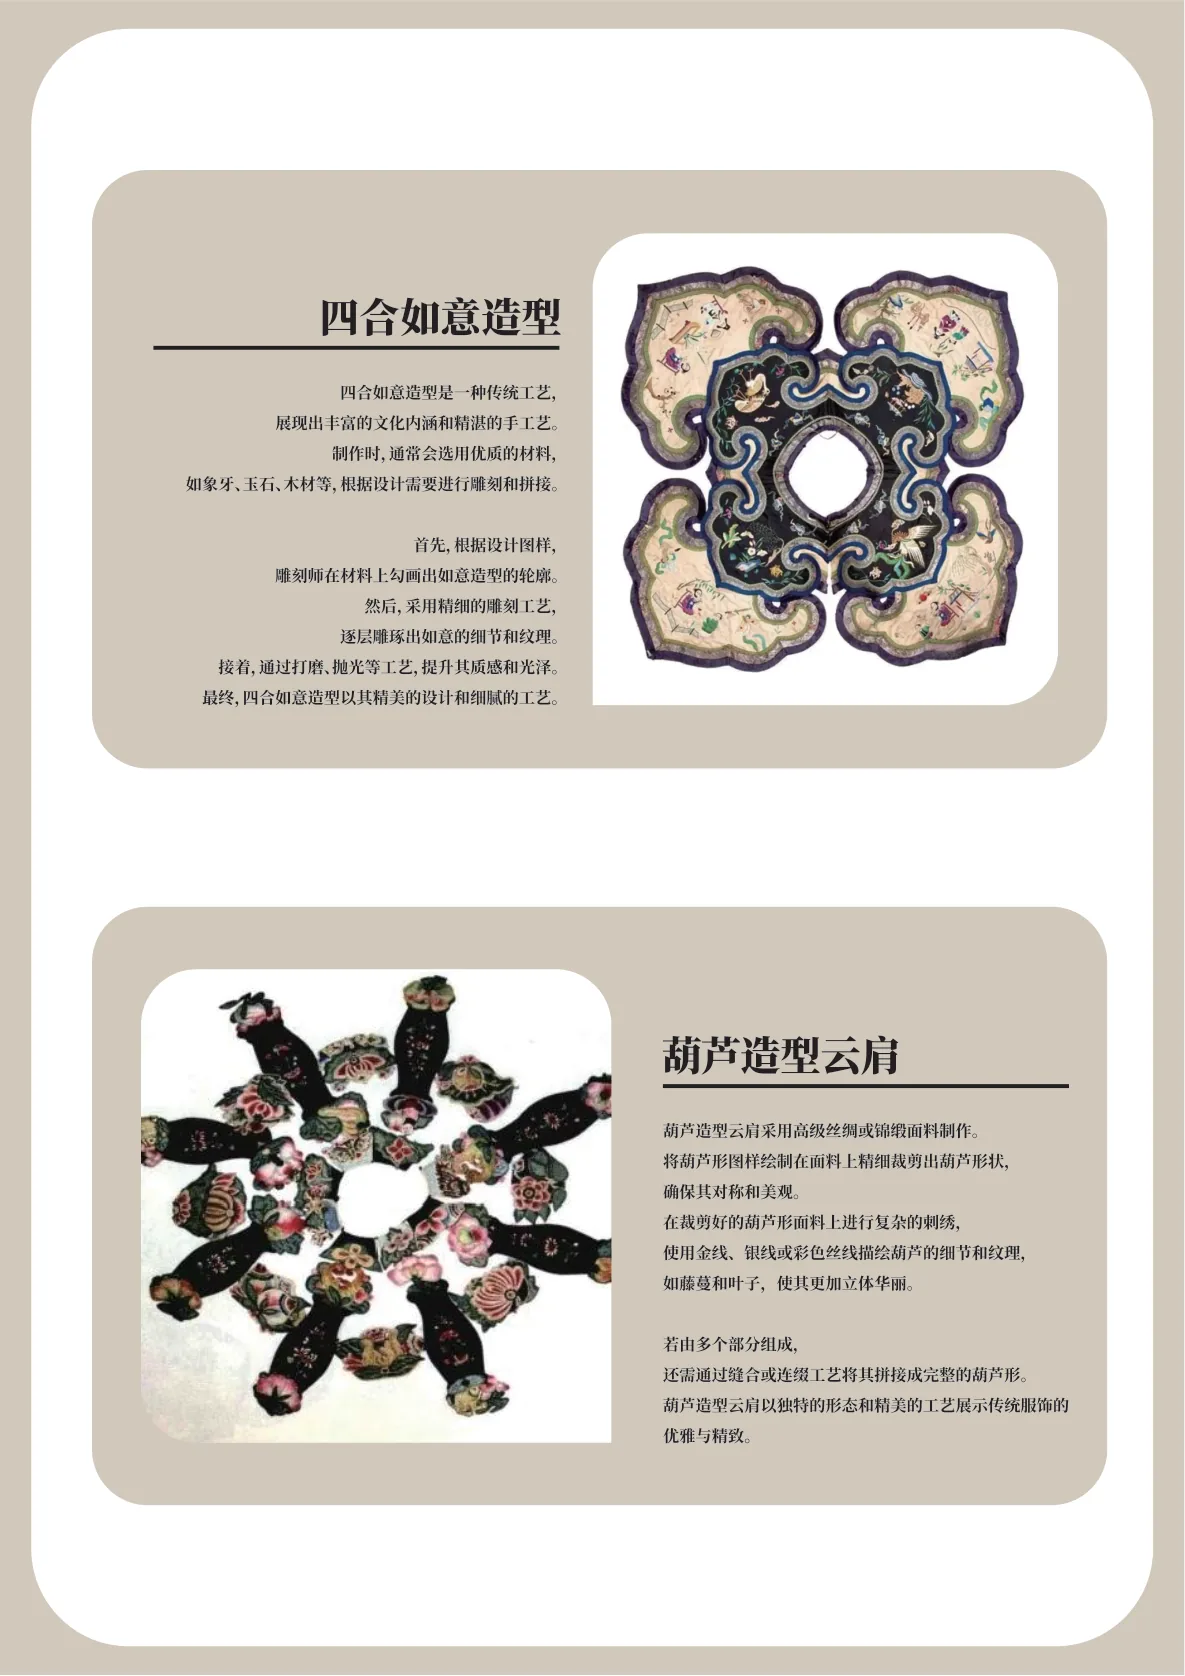 四合如意造型
四合如意造型是一种传统工艺,
展现出丰富的文化内涵和精湛的手工艺。
制作时, 通常会选用优质的材料,
如象牙、玉石、木材等, 根据设计需要进行雕刻和拼接。
首先, 根据设计图样,
雕刻师在材料上勾画出如意造型的轮廓。
然后, 采用精细的雕刻工艺,
逐层雕琢出如意的细节和纹理。
接着, 通过打磨、抛光等工艺, 提升其质感和光泽。
最终, 四合如意造型以其精美的设计和细腻的工艺。
葫芦造型云肩
葫芦造型云肩采用高级丝绸或锦缎面料制作。
将葫芦形图样绘制在面料上精细裁剪出葫芦形状,
确保其对称和美观。
在裁剪好的葫芦形面料上进行复杂的刺绣,
使用金线、银线或彩色丝线描绘葫芦的细节和纹理,
如藤蔓和叶子, 使其更加立体华丽。
若由多个部分组成,
还需通过缝合或连缀工艺将其拼接成完整的葫芦形。
葫芦造型云肩以独特的形态和精美的工艺展示传统服饰的
优雅与精致。